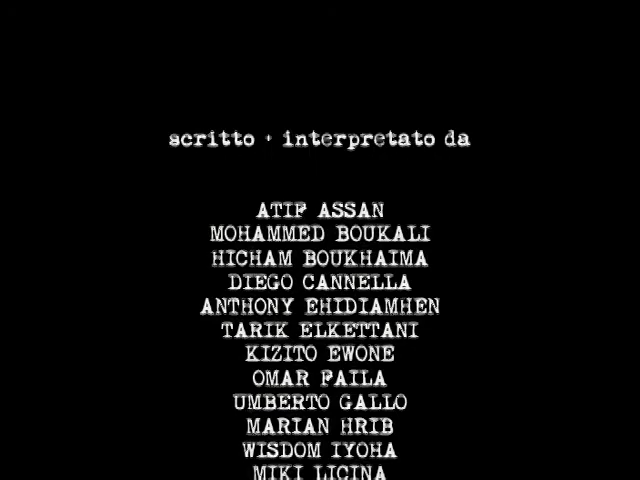 scritto + interpretato da
ATIF ASSAN
MOHAMMED BOUKALI
HICHAM BOUKHAIMA
DIEGO CANNELLA
ANTHONY EHIDIAMHEN
TARIK ELKETTANI
KIZITO EWONE
OMAR FAILA
UMBERTO GALLO
MARIAN HRIB
WISDOM IYOHA
MIKI LICINA